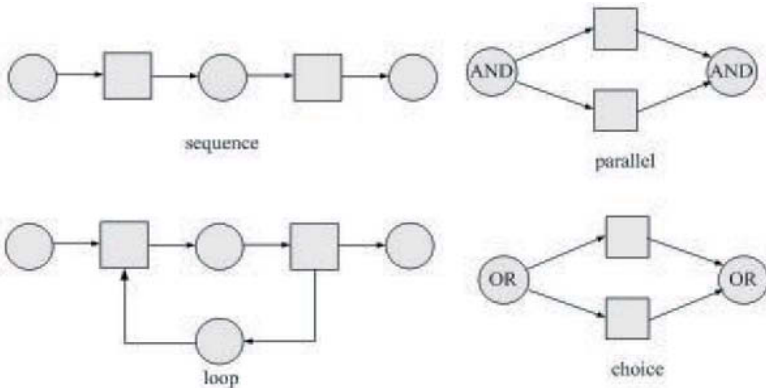 AND
AND
sequence
parallel
OR
OR
loop
choice